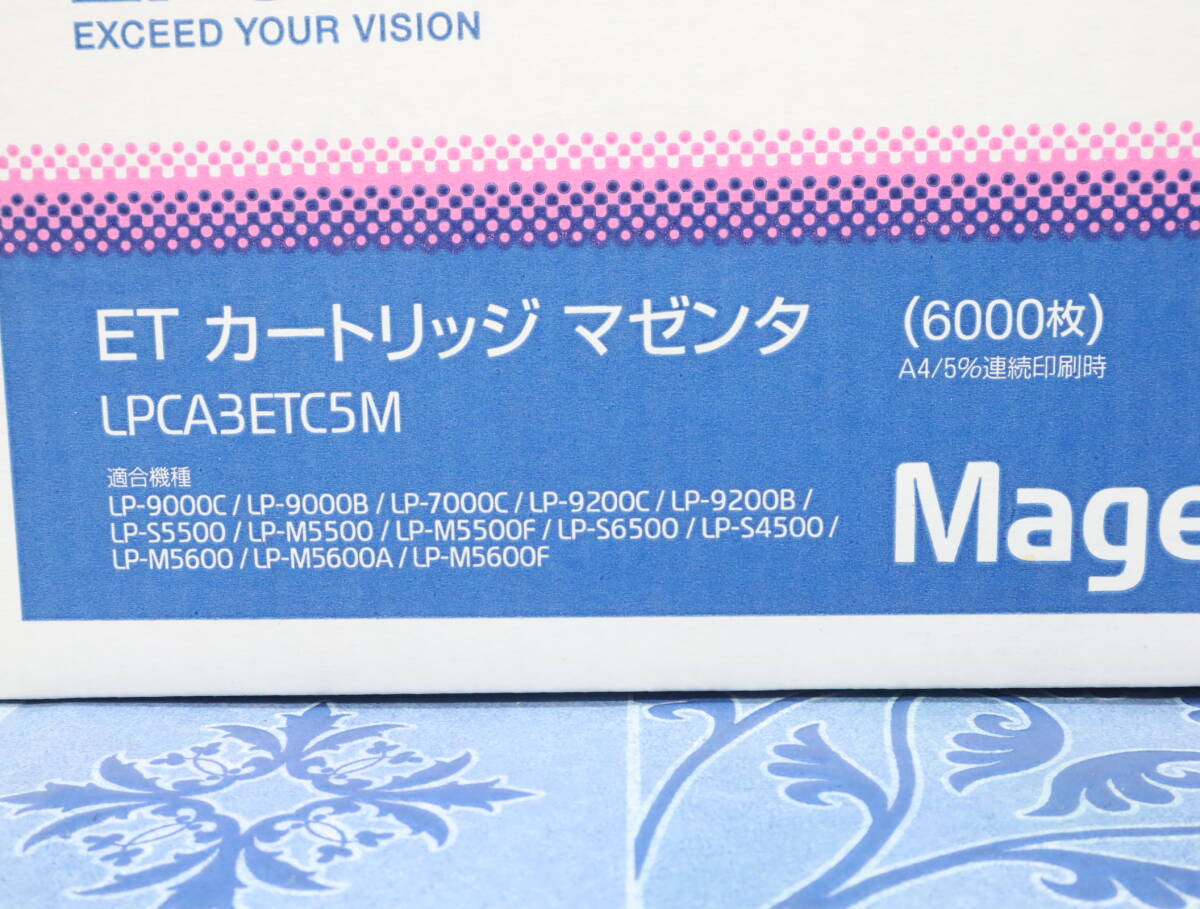 EXCEED YOUR VISION
ET カートリッジ マゼンタ
(6000枚)
A4/5%連続印刷時
LPCA3ETC5M
適合機種
LP-9000C / LP-9000B / LP-7000C / LP-9200C / LP-9200B /
LP-S5500 / LP-M5500 / LP-M5500F / LP-S6500 / LP-S4500 /
LP-M5600 / LP-M5600A / LP-M5600F
Mage